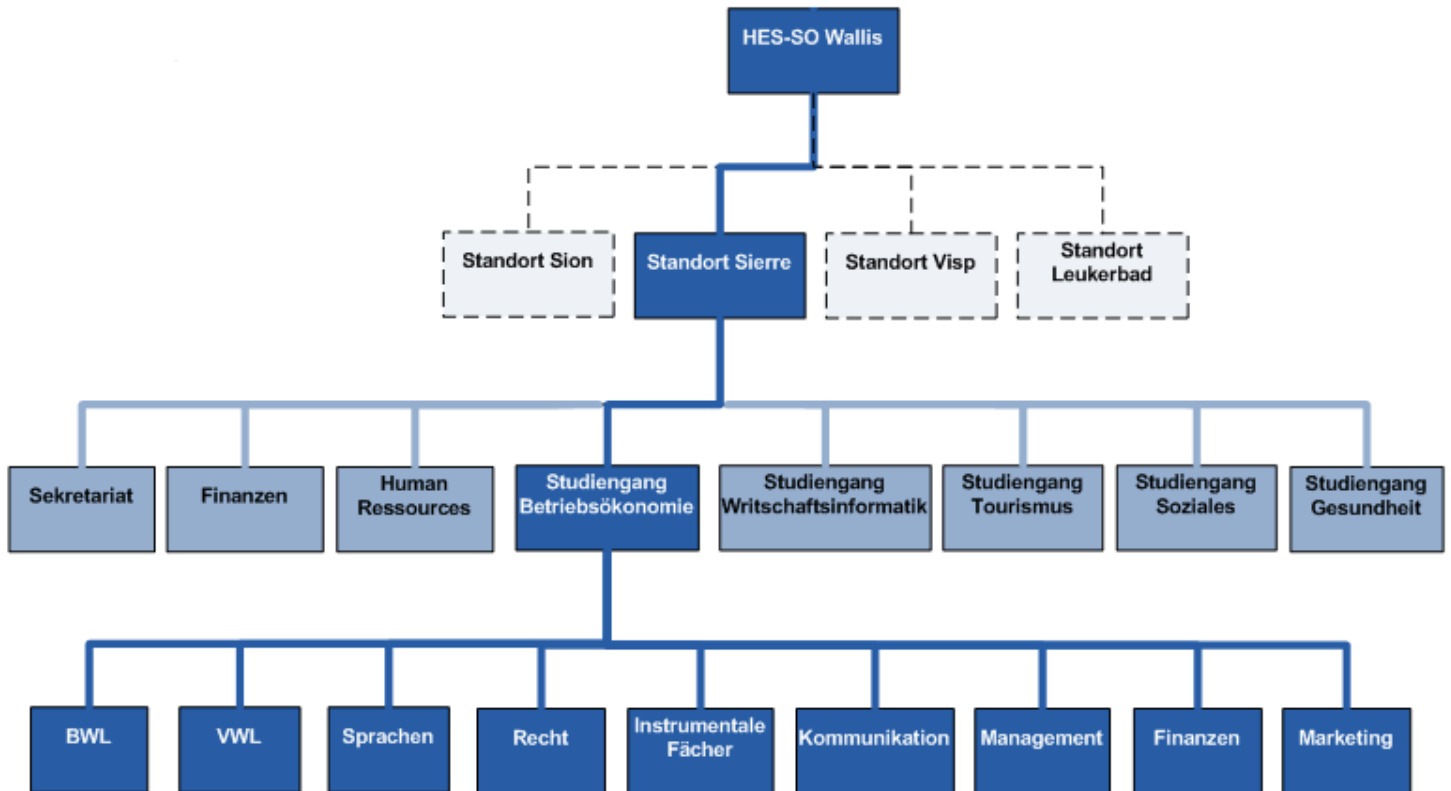 HES-SO Wallis
Standort Sion
Standort Sierre
Standort Visp
Standort
Leukerbad
Sekretariat
Finanzen
Human
Ressources
Studiengang
Betriebsökonomie
Studiengang
Writschaftsinformatik
Studiengang
Tourismus
Studiengang
Soziales
Studiengang
Gesundheit
BWL
VWL
Sprachen
Recht
Instrumentale
Fächer
Kommunikation
Management
Finanzen
Marketing